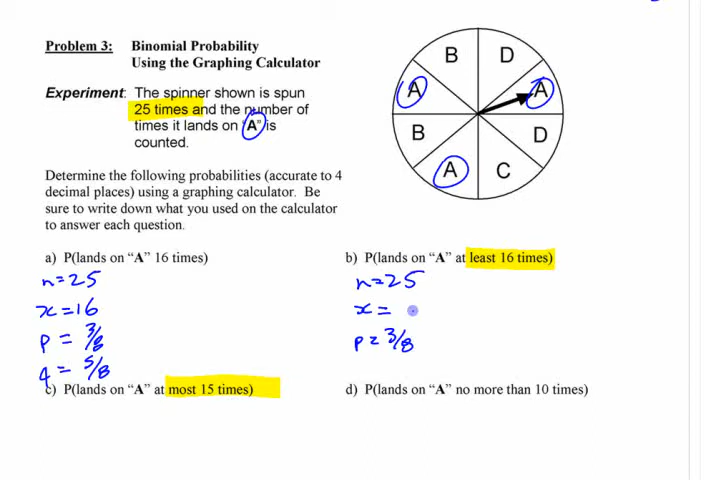 Problem 3: Binomial Probability
Using the Graphing Calculator
Experiment: The spinner shown is spun
25 times and the number of
times it lands on "A" is
counted.
B D
A A
B D
A C
Determine the following probabilities (accurate to 4
decimal places) using a graphing calculator. Be
sure to write down what you used on the calculator
to answer each question.
a) P(lands on "A" 16 times)
n=25
x=16
p = 3/8
q = 5/8
b) P(lands on "A" at least 16 times)
n=25
x =
p = 3/8
c) P(lands on "A" at most 15 times)
d) P(lands on "A" no more than 10 times)